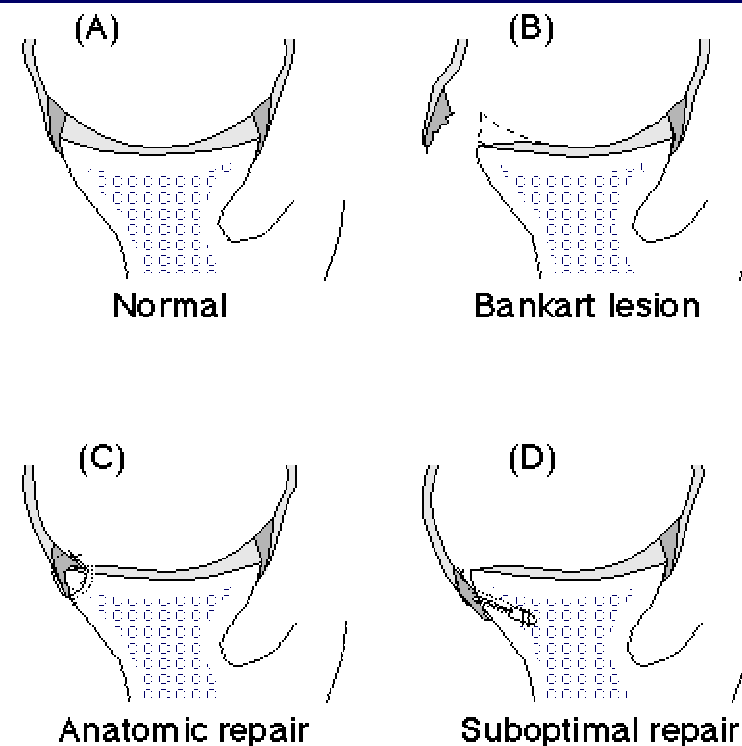 (A)
(B)
Normal
Bankart lesion
(C)
(D)
Anatomic repair
Suboptimal repair